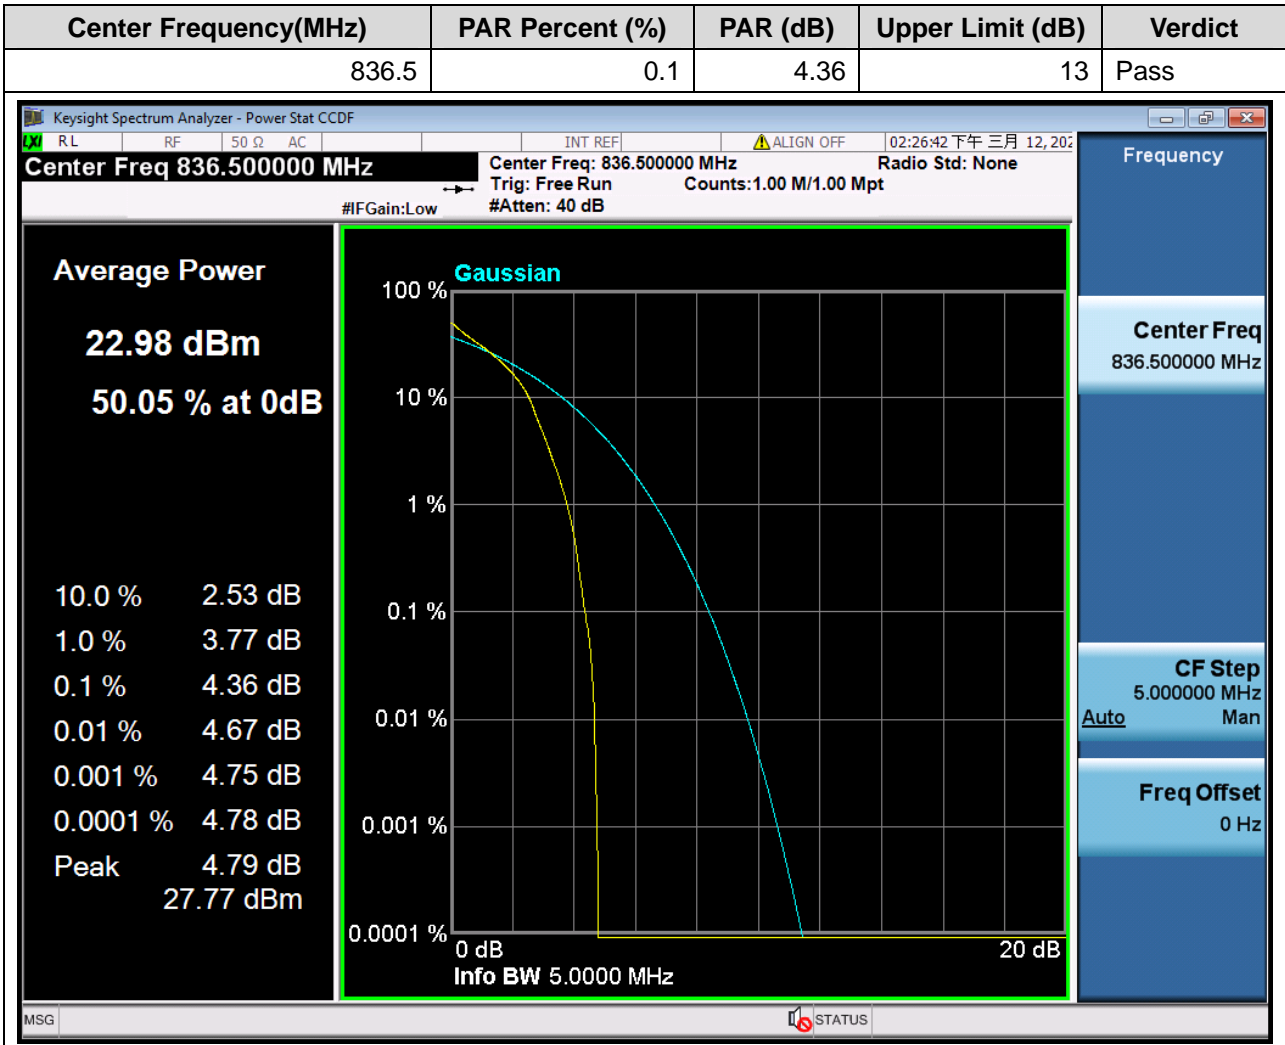 Center Frequency(MHz) PAR Percent (%) PAR (dB) Upper Limit (dB) Verdict
836.5 0.1 4.36 13 Pass
Keysight Spectrum Analyzer - Power Stat CCDF
LXI RL RF 50 Ω AC INT REF ALIGN OFF 02:26:42 下午 三月 12, 202
Center Freq 836.500000 MHz
Center Freq: 836.500000 MHz Radio Std: None
Trig: Free Run Counts:1.00 M/1.00 Mpt
#IFGain:Low #Atten: 40 dB
Frequency
Average Power
22.98 dBm
50.05 % at 0dB
10.0 % 2.53 dB
1.0 % 3.77 dB
0.1 % 4.36 dB
0.01 % 4.67 dB
0.001 % 4.75 dB
0.0001 % 4.78 dB
Peak 4.79 dB
27.77 dBm
Gaussian
100 %
10 %
1 %
0.1 %
0.01 %
0.001 %
0.0001 %
0 dB 20 dB
Info BW 5.0000 MHz
Center Freq
836.500000 MHz
CF Step
5.000000 MHz
Auto Man
Freq Offset
0 Hz
MSG STATUS